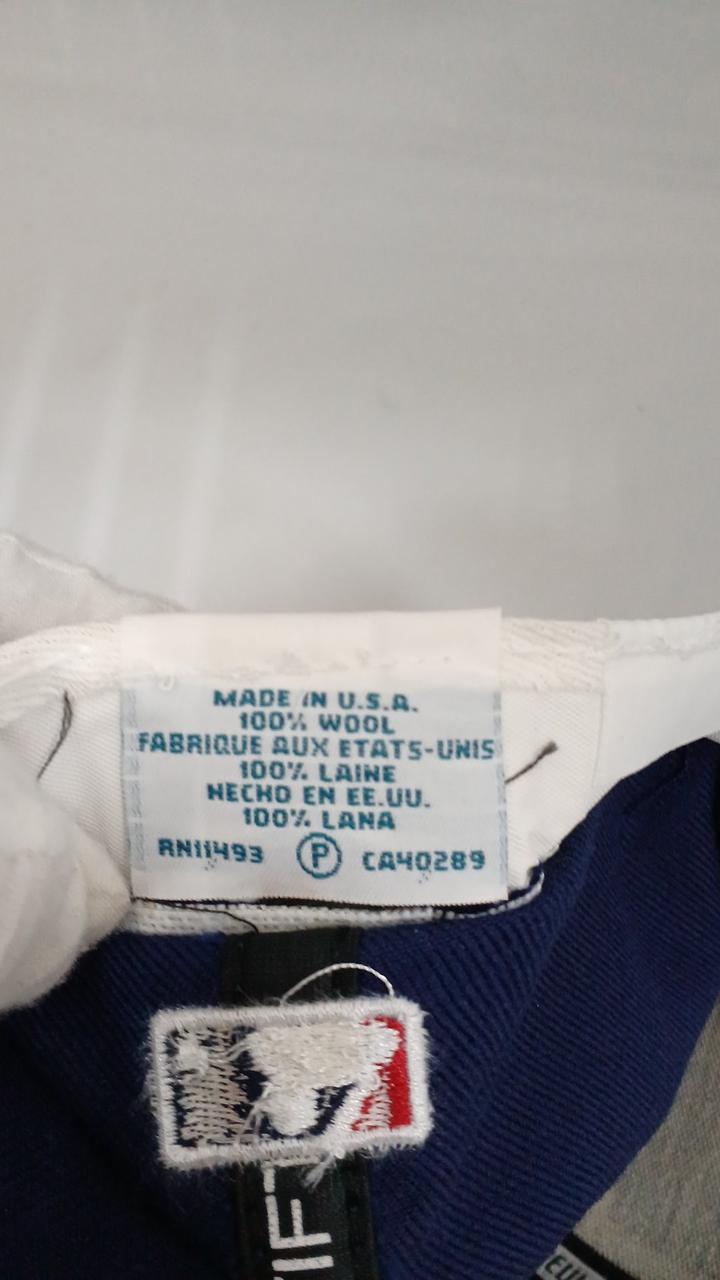 MADE IN U.S.A.
100% WOOL
FABRIQUE AUX ETATS-UNIS
100% LAINE
HECHO EN EE.UU.
100% LANA
RN11493 P CA40289